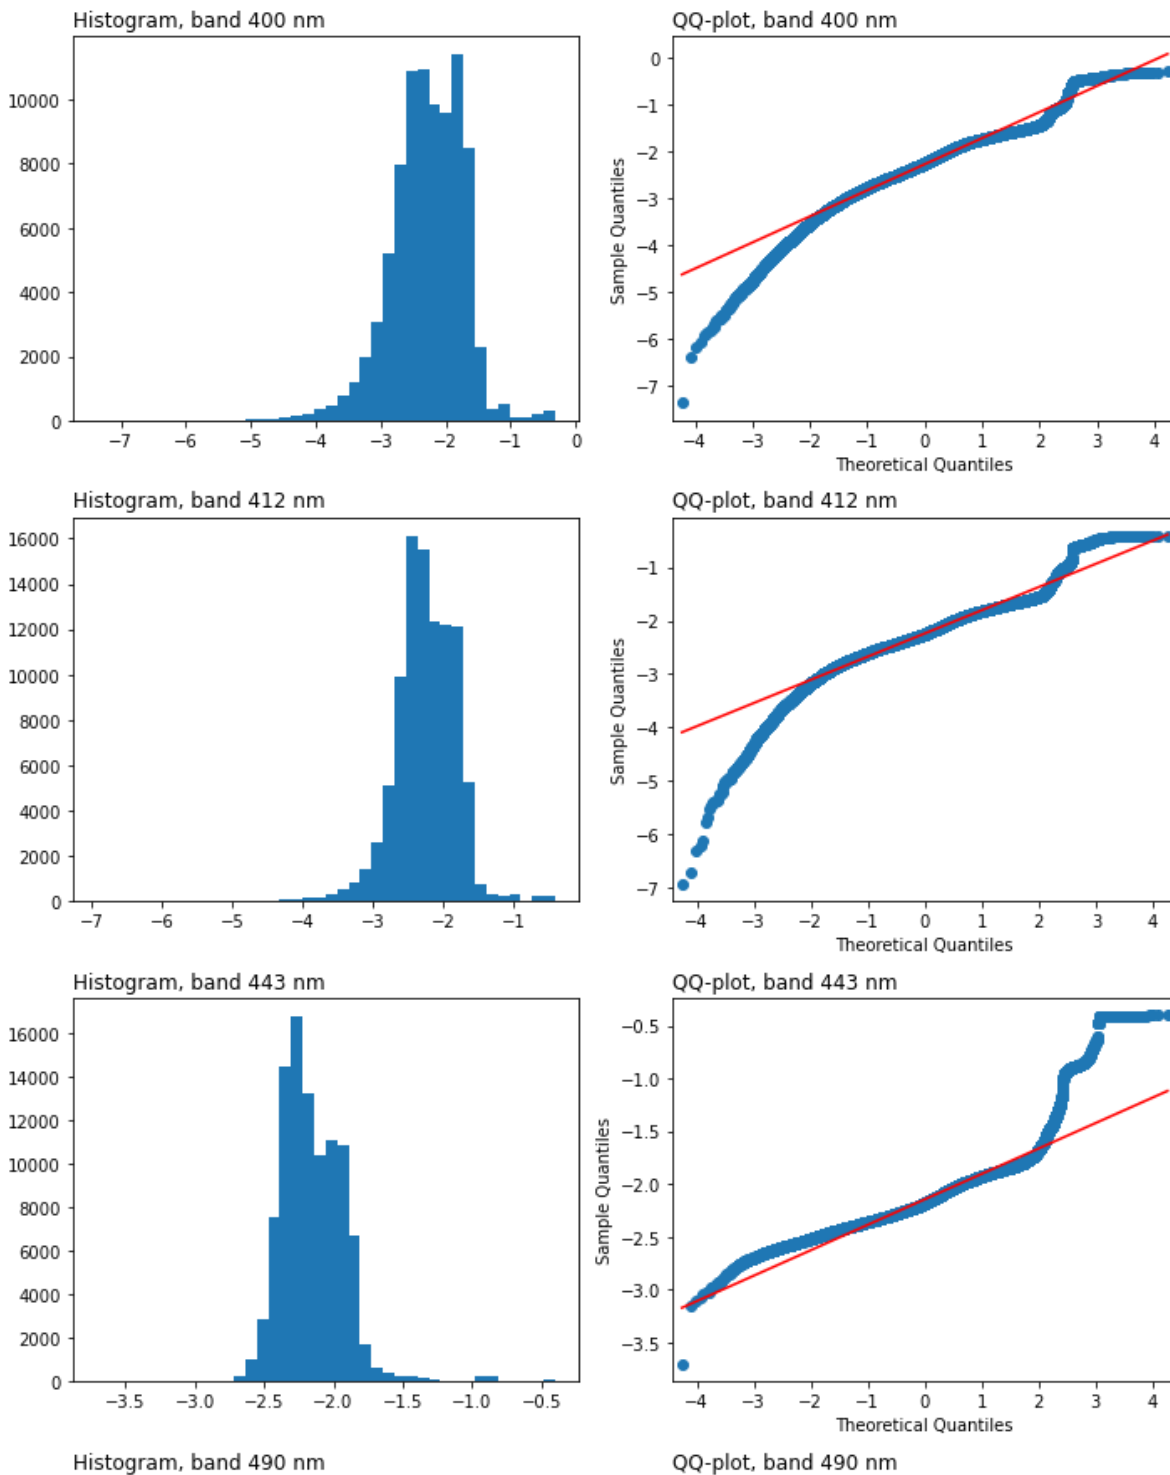 Histogram, band 400 nm
10000
8000
6000
4000
2000
0
−7 −6 −5 −4 −3 −2 −1 0
QQ-plot, band 400 nm
0
−1
−2
−3
−4
−5
−6
−7
Sample Quantiles
−4 −3 −2 −1 0 1 2 3 4
Theoretical Quantiles
Histogram, band 412 nm
16000
14000
12000
10000
8000
6000
4000
2000
0
−7 −6 −5 −4 −3 −2 −1
QQ-plot, band 412 nm
−1
−2
−3
−4
−5
−6
−7
Sample Quantiles
−4 −3 −2 −1 0 1 2 3 4
Theoretical Quantiles
Histogram, band 443 nm
16000
14000
12000
10000
8000
6000
4000
2000
0
−3.5 −3.0 −2.5 −2.0 −1.5 −1.0 −0.5
QQ-plot, band 443 nm
−0.5
−1.0
−1.5
−2.0
−2.5
−3.0
−3.5
Sample Quantiles
−4 −3 −2 −1 0 1 2 3 4
Theoretical Quantiles
Histogram, band 490 nm
QQ-plot, band 490 nm